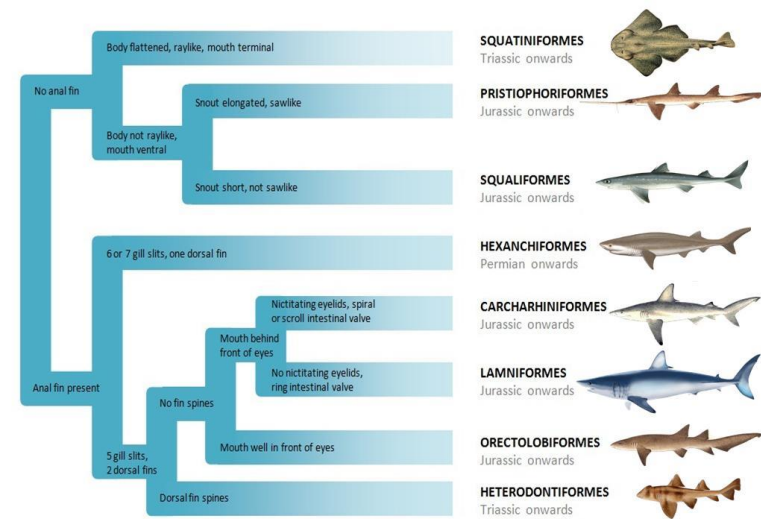 Body flattened, raylike, mouth terminal
SQUATINIFORMES
Triassic onwards
No anal fin
Snout elongated, sawlike
PRISTIOPHORIFORMES
Jurassic onwards
Body not raylike,
mouth ventral
Snout short, not sawlike
SQUALIFORMES
Jurassic onwards
6 or 7 gill slits, one dorsal fin
HEXANCHIFORMES
Permian onwards
Nictitating eyelids, spiral
or scroll intestinal valve
CARCHARHINIFORMES
Jurassic onwards
Mouth behind
front of eyes
No nictitating eyelids,
ring intestinal valve
LAMNIFORMES
Jurassic onwards
Anal fin present
No fin spines
Mouth well in front of eyes
ORECTOLOBIFORMES
Jurassic onwards
5 gill slits,
2 dorsal fins
Dorsal fin spines
HETERODONTIFORMES
Triassic onwards